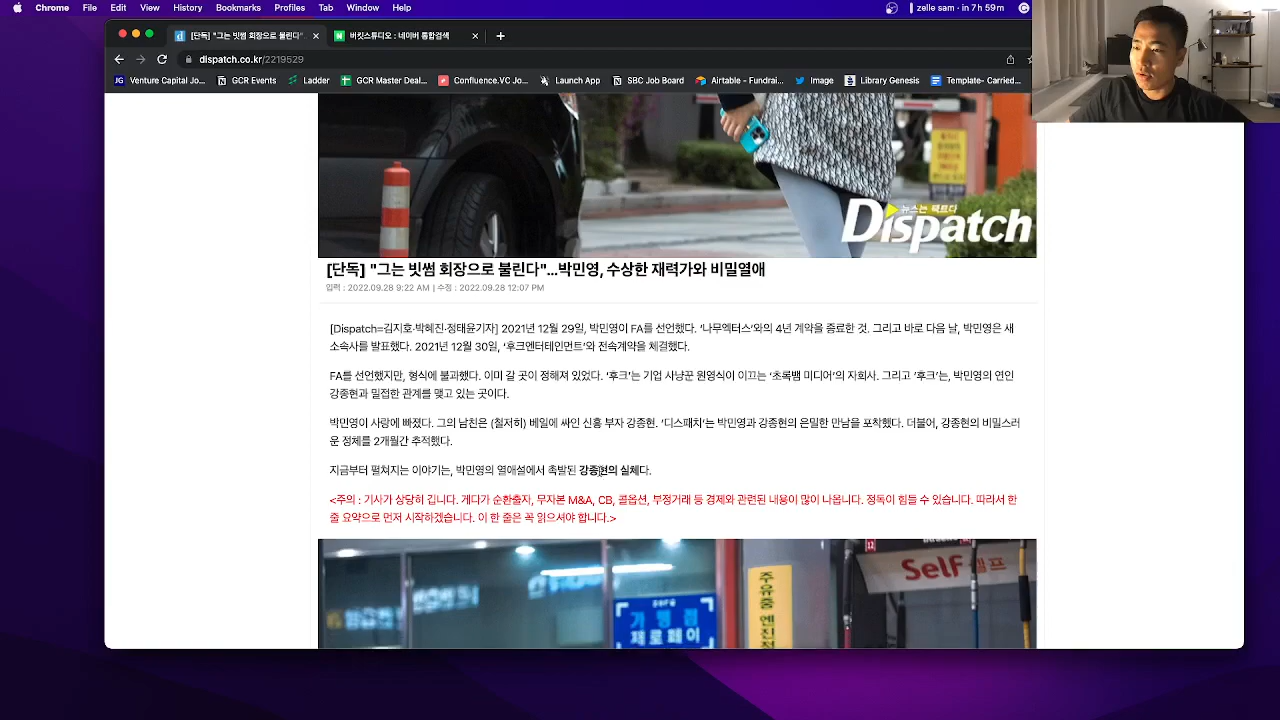 Chrome File Edit View History Bookmarks Profiles Tab Window Help
zelle sam - in 7 h 59 m
[단독] "그는 빗썸 회장으로 불린다"
버킷스튜디오 : 네이버 통합검색
dispatch.co.kr/2219529
Venture Capital Jo... GCR Events Ladder GCR Master Deal... Confluence.VC Jo... Launch App SBC Job Board Airtable - Fundrai... Image Library Genesis Template- Carried...
뉴스는 팩트다
Dispatch
[단독] "그는 빗썸 회장으로 불린다"...박민영, 수상한 재력가와 비밀열애
입력 : 2022.09.28 9:22 AM | 수정 : 2022.09.28 12:07 PM
[Dispatch=김지호·박혜진·정태윤기자] 2021년 12월 29일, 박민영이 FA를 선언했다. '나무엑터스'와의 4년 계약을 종료한 것. 그리고 바로 다음 날, 박민영은 새
소속사를 발표했다. 2021년 12월 30일, '후크엔터테인먼트'와 전속계약을 체결했다.
FA를 선언했지만, 형식에 불과했다. 이미 갈 곳이 정해져 있었다. '후크'는 기업 사냥꾼 원영식이 이끄는 '초록뱀 미디어'의 자회사. 그리고 '후크'는, 박민영의 연인
강종현과 밀접한 관계를 맺고 있는 곳이다.
박민영이 사랑에 빠졌다. 그의 남친은 (철저히) 베일에 싸인 신흥 부자 강종현. '디스패치'는 박민영과 강종현의 은밀한 만남을 포착했다. 더불어, 강종현의 비밀스러
운 정체를 2개월간 추적했다.
지금부터 펼쳐지는 이야기는, 박민영의 열애설에서 촉발된 강종현의 실체다.
<주의 : 기사가 상당히 깁니다. 게다가 순환출자, 무자본 M&A, CB, 콜옵션, 부정거래 등 경제와 관련된 내용이 많이 나옵니다. 정독이 힘들 수 있습니다. 따라서 한
줄 요약으로 먼저 시작하겠습니다. 이 한 줄은 꼭 읽으셔야 합니다.>
Self 셀프
가맹점
제로페이
주유중 엔진정